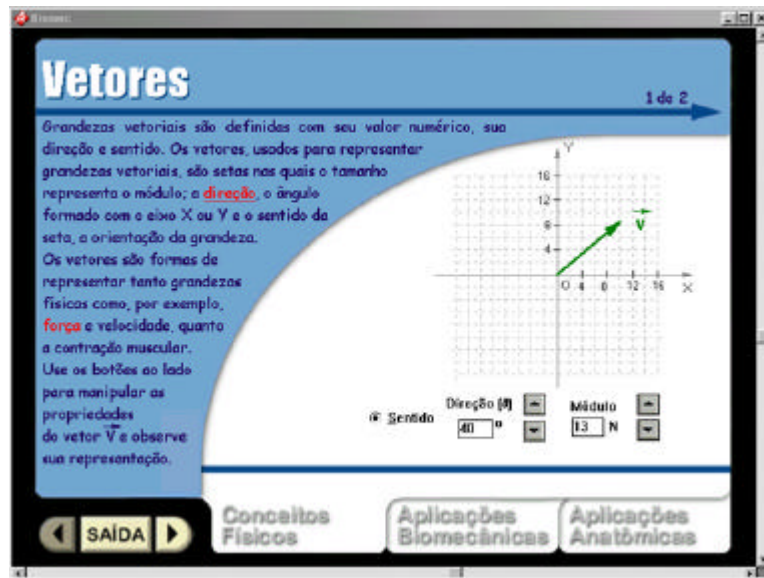 Vetores
1 de 2
Grandezas vetoriais são definidas com seu valor numérico, sua
direção e sentido. Os vetores, usados para representar
grandezas vetoriais, são setas nas quais o tamanho
representa o módulo; a direção, o ângulo
formado com o eixo X ou Y e o sentido da
seta, a orientação da grandeza.
Os vetores são formas de
representar tanto grandezas
físicas como, por exemplo,
força e velocidade, quanto
a contração muscular.
Use os botões ao lado
para manipular as
propriedades
do vetor V e observe
sua representação.
Y
16
12
8
4
V
0 4 8 12 16 X
Direção (θ)
Módulo
Sentido
40 º
13 N
SAÍDA
Conceitos
Físicos
Aplicações
Biomecânicas
Aplicações
Anatômicas